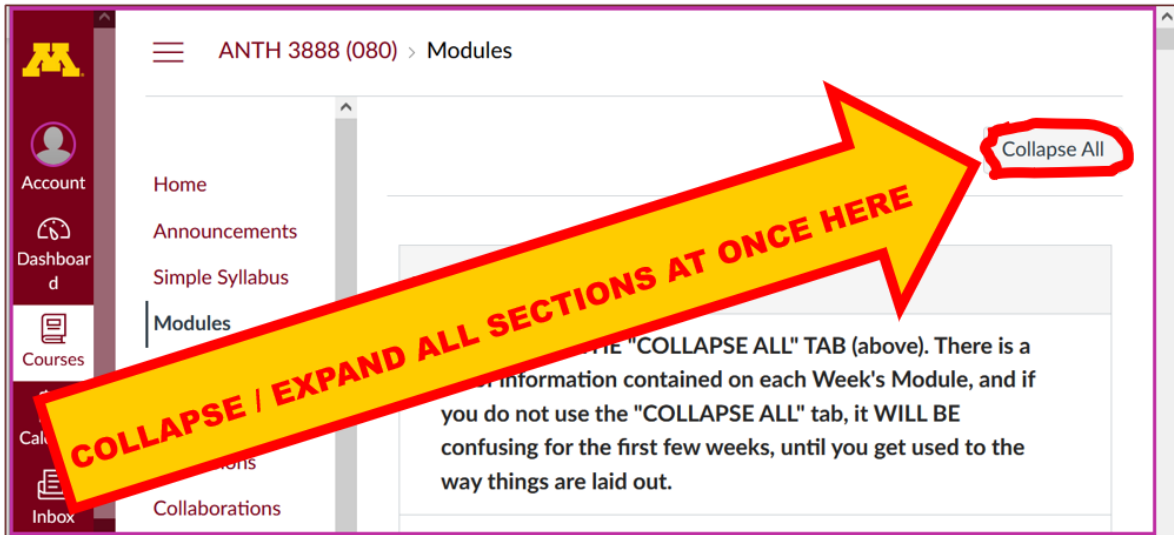 M
ANTH 3888 (080) > Modules
Collapse All
Account
Dashboar
d
Courses
Inbox
Home
Announcements
Simple Syllabus
Modules
Collaborations
COLLAPSE / EXPAND ALL SECTIONS AT ONCE HERE
"COLLAPSE ALL" TAB (above). There is a
information contained on each Week's Module, and if
you do not use the "COLLAPSE ALL" tab, it WILL BE
confusing for the first few weeks, until you get used to the
way things are laid out.